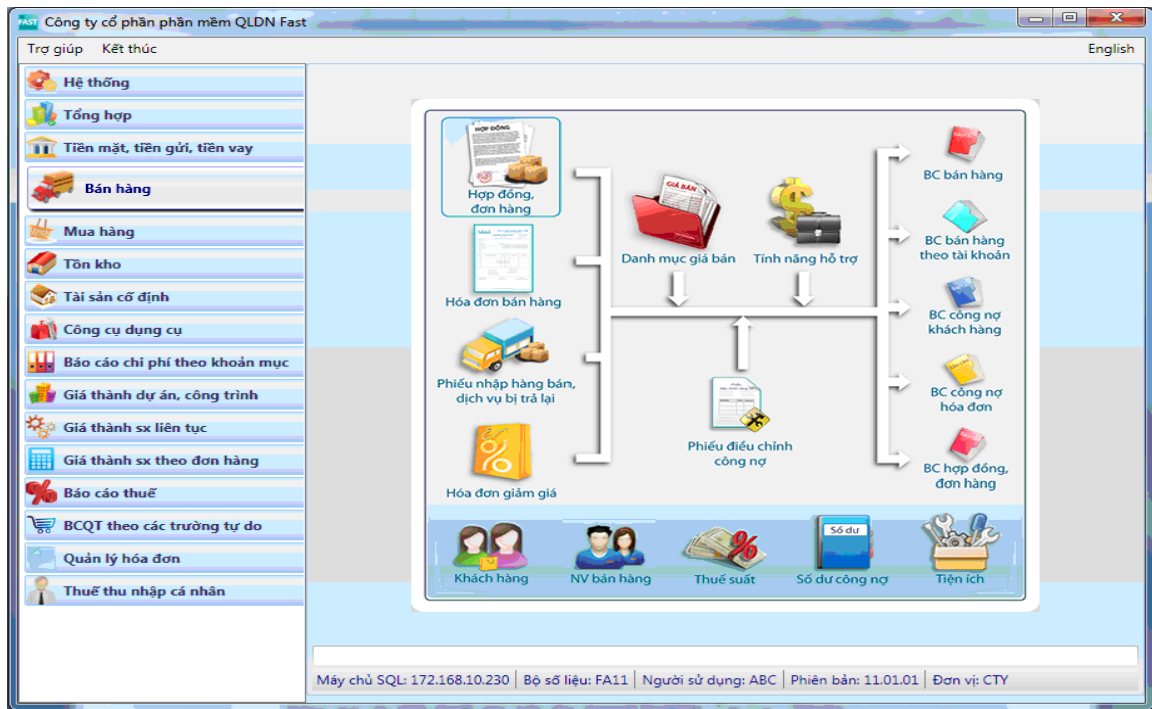 FAST Công ty cổ phần phần mềm QLDN Fast
Trợ giúp Kết thúc English
Hệ thống
Tổng hợp
Tiền mặt, tiền gửi, tiền vay
Bán hàng
Mua hàng
Tồn kho
Tài sản cố định
Công cụ dụng cụ
Báo cáo chi phí theo khoản mục
Giá thành dự án, công trình
Giá thành sx liên tục
Giá thành sx theo đơn hàng
Báo cáo thuế
BCQT theo các trường tự do
Quản lý hóa đơn
Thuế thu nhập cá nhân
HỢP ĐỒNG
Hợp đồng,
đơn hàng
Hóa đơn bán hàng
Phiếu nhập hàng bán,
dịch vụ bị trả lại
Hóa đơn giảm giá
GIÁ BÁN
Danh mục giá bán
Tính năng hỗ trợ
Phiếu điều chỉnh
công nợ
BC bán hàng
BC bán hàng
theo tài khoản
BC công nợ
khách hàng
BC công nợ
hóa đơn
BC hợp đồng,
đơn hàng
Khách hàng
NV bán hàng
Thuế suất
Số dư
Số dư công nợ
Tiện ích
Máy chủ SQL: 172.168.10.230 Bộ số liệu: FA11 Người sử dụng: ABC Phiên bản: 11.01.01 Đơn vị: CTY